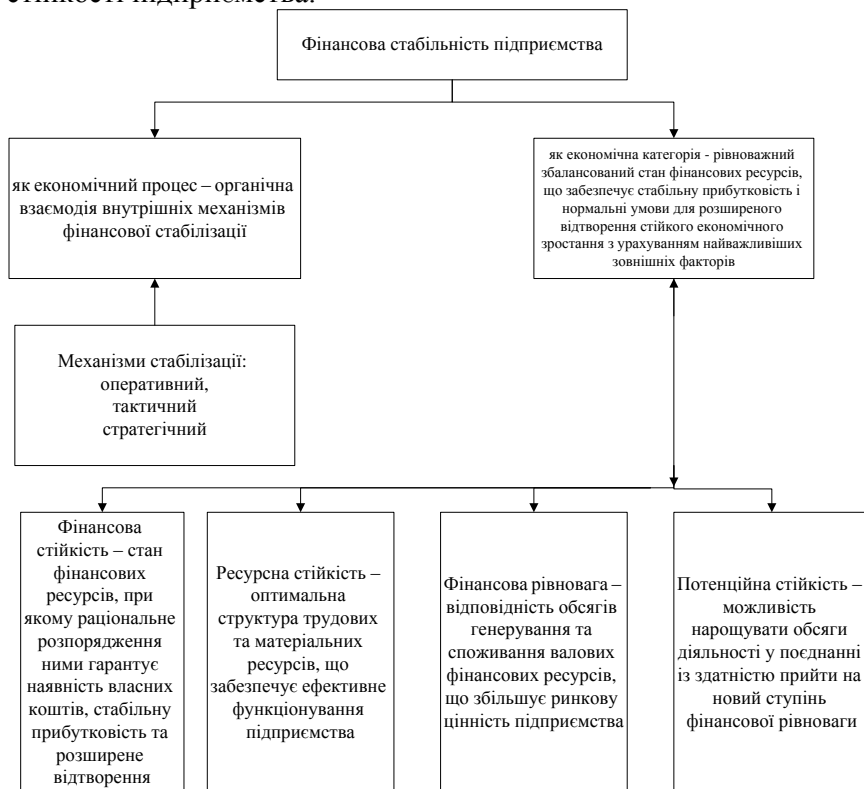 стійкості підприємства.
Фінансова стабільність підприємства
як економічний процес – органічна
взаємодія внутрішніх механізмів
фінансової стабілізації
як економічна категорія - рівноважний
збалансований стан фінансових ресурсів,
що забезпечує стабільну прибутковість і
нормальні умови для розширеного
відтворення стійкого економічного
зростання з урахуванням найважливіших
зовнішніх факторів
Механізми стабілізації:
оперативний,
тактичний
стратегічний
Фінансова
стійкість – стан
фінансових
ресурсів, при
якому раціональне
розпорядження
ними гарантує
наявність власних
коштів, стабільну
прибутковість та
розширене
відтворення
Ресурсна стійкість –
оптимальна
структура трудових
та матеріальних
ресурсів, що
забезпечує ефективне
функціонування
підприємства
Фінансова рівновага –
відповідність обсягів
генерування та
споживання валових
фінансових ресурсів,
що збільшує ринкову
цінність підприємства
Потенційна стійкість –
можливість
нарощувати обсяги
діяльності у поєднанні
із здатністю прийти на
новий ступінь
фінансової рівноваги